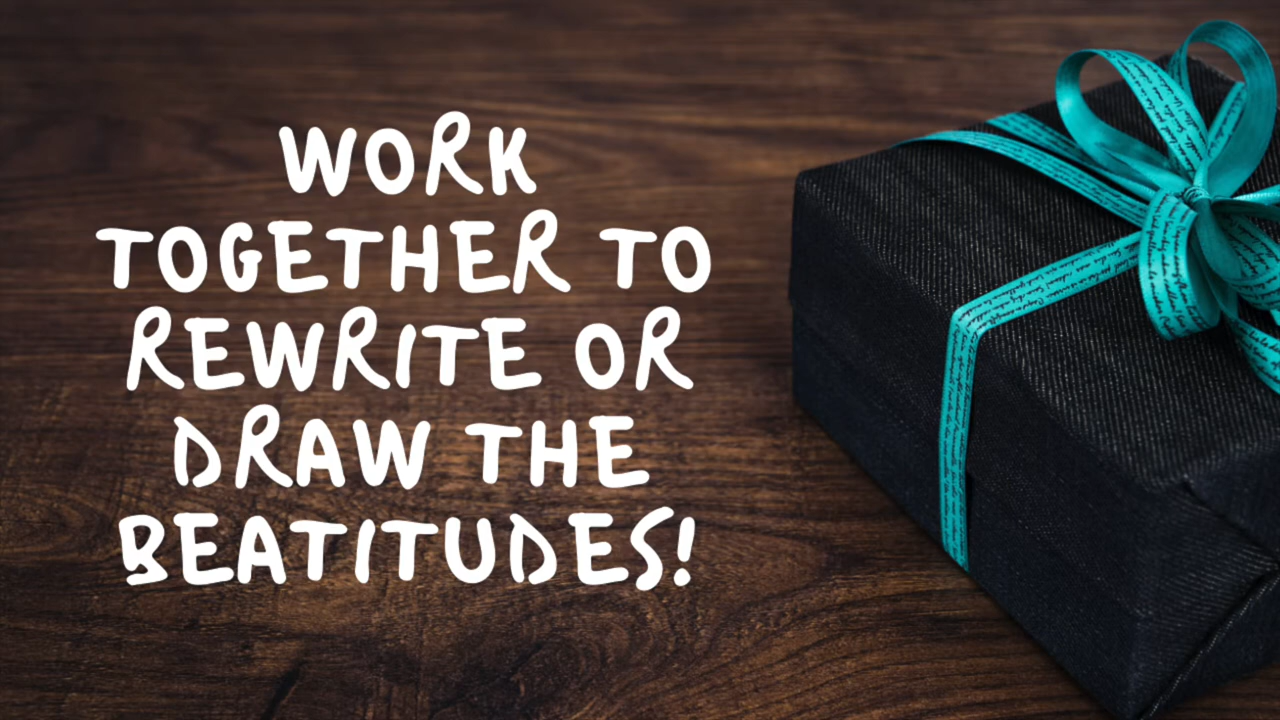 WORK
TOGETHER TO
REWRITE OR
DRAW THE
BEATITUDES!